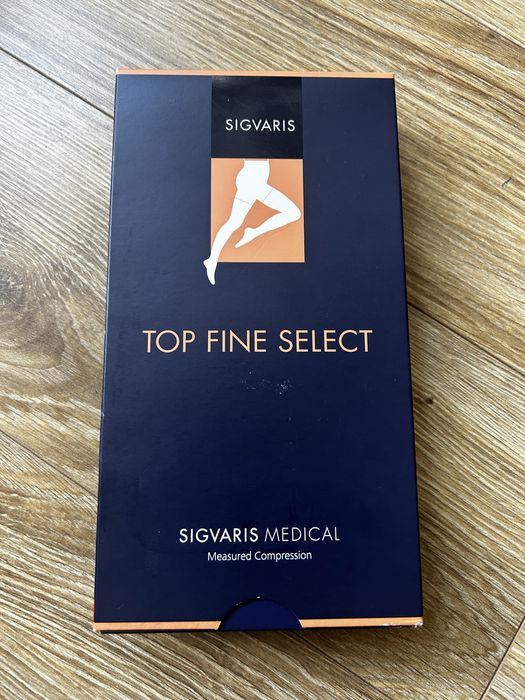 SIGVARIS
TOP FINE SELECT
SIGVARIS MEDICAL
Measured Compression